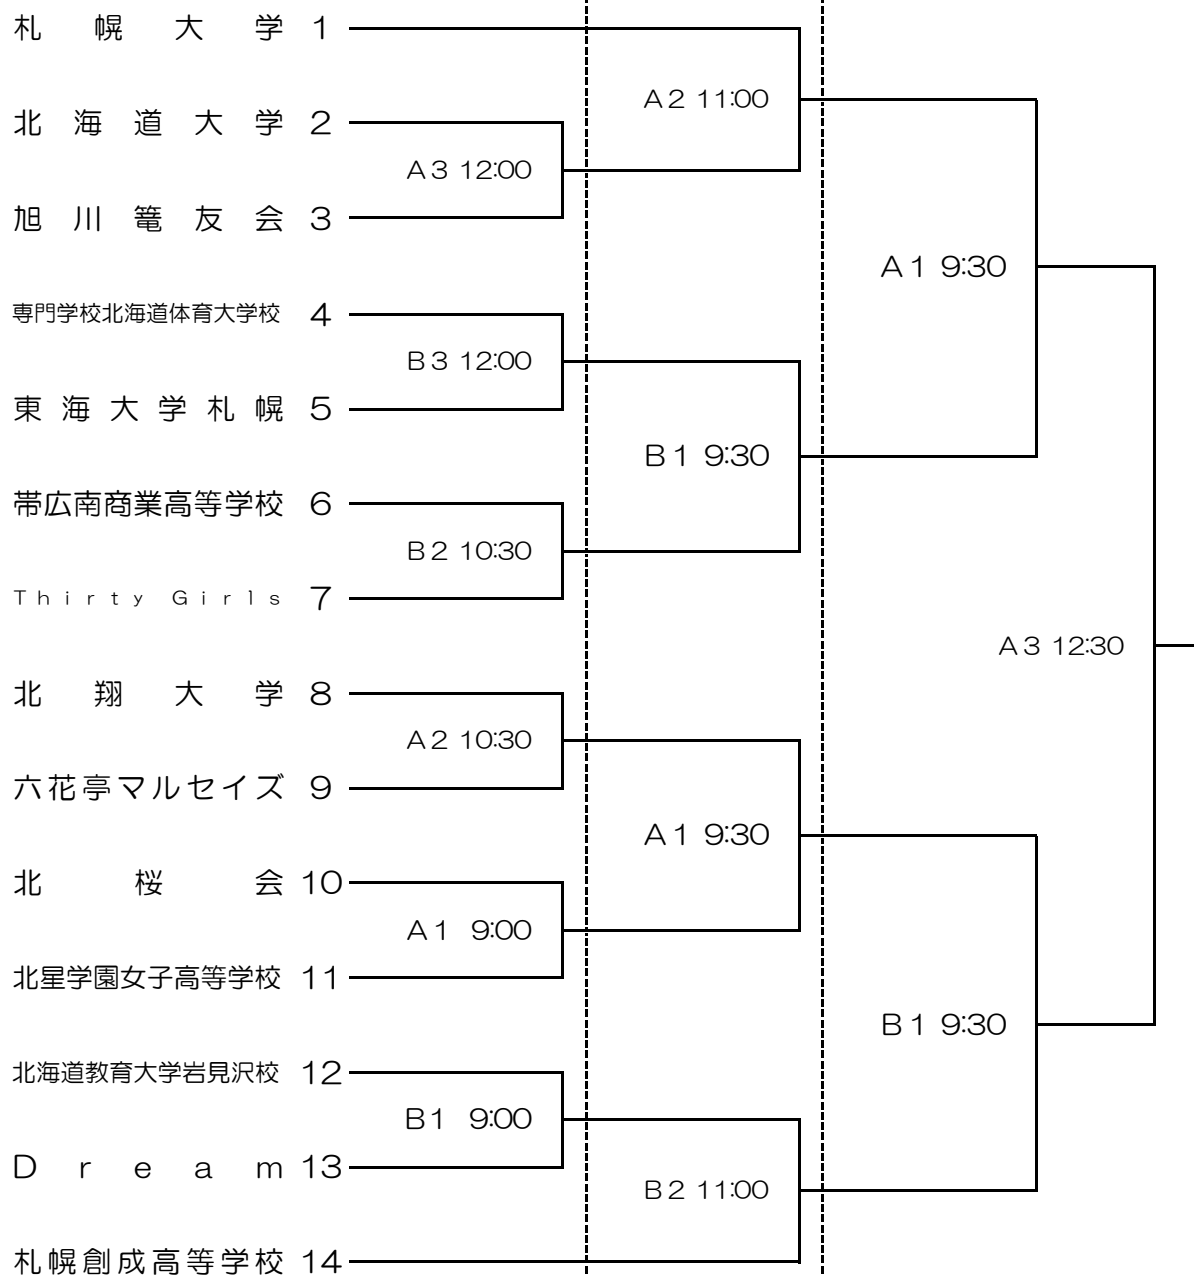 札幌大学 1
A2 11:00
北海道大学 2
A3 12:00
旭川篭友会 3
A1 9:30
専門学校北海道体育大学校 4
B3 12:00
東海大学札幌 5
B1 9:30
帯広南商業高等学校 6
B2 10:30
Thirty Girls 7
A3 12:30
北翔大学 8
A2 10:30
六花亭マルセイズ 9
A1 9:30
北桜会 10
A1 9:00
北星学園女子高等学校 11
B1 9:30
北海道教育大学岩見沢校 12
B1 9:00
Dream 13
B2 11:00
札幌創成高等学校 14